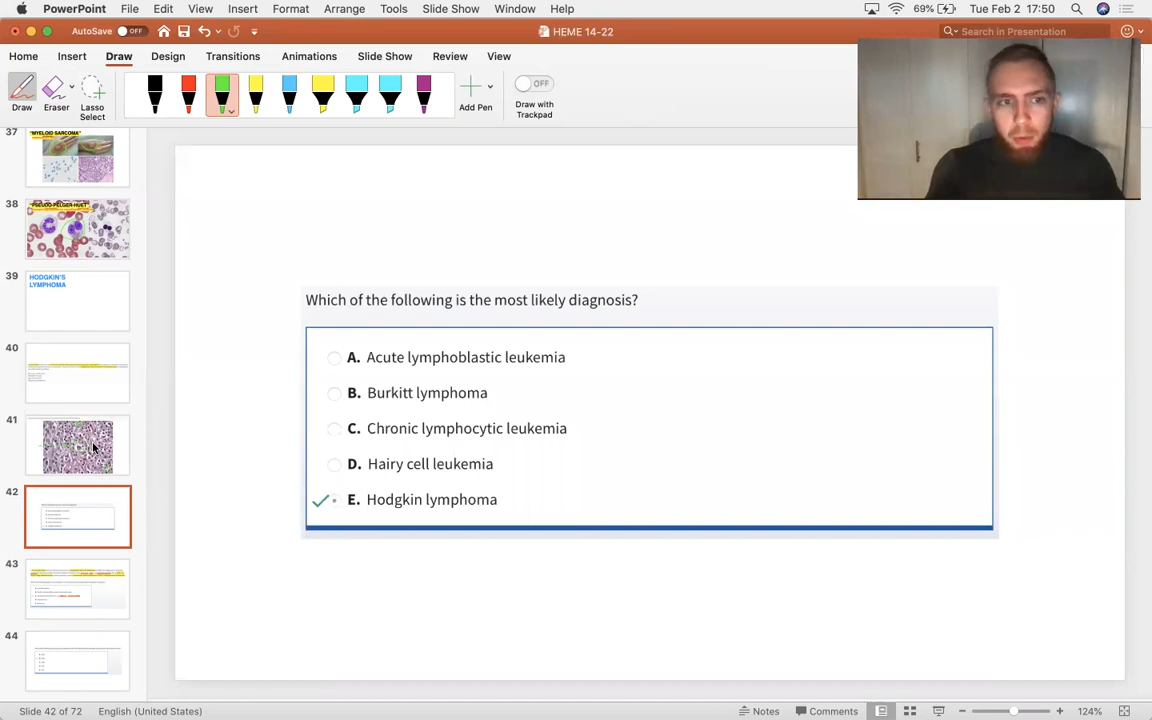 PowerPoint File Edit View Insert Format Arrange Tools Slide Show Window Help 69% Tue Feb 2 17:50
AutoSave OFF HEME 14-22 Search in Presentation
Home Insert Draw Design Transitions Animations Slide Show Review View
Draw Eraser Lasso Select Add Pen OFF Draw with Trackpad
37
"MYELOID SARCOMA"
38
"PSEUDO-PELGER-HUET"
39
HODGKIN'S
LYMPHOMA
40
41
42
43
44
Which of the following is the most likely diagnosis?
A. Acute lymphoblastic leukemia
B. Burkitt lymphoma
C. Chronic lymphocytic leukemia
D. Hairy cell leukemia
E. Hodgkin lymphoma
Slide 42 of 72 English (United States) Notes Comments 124%